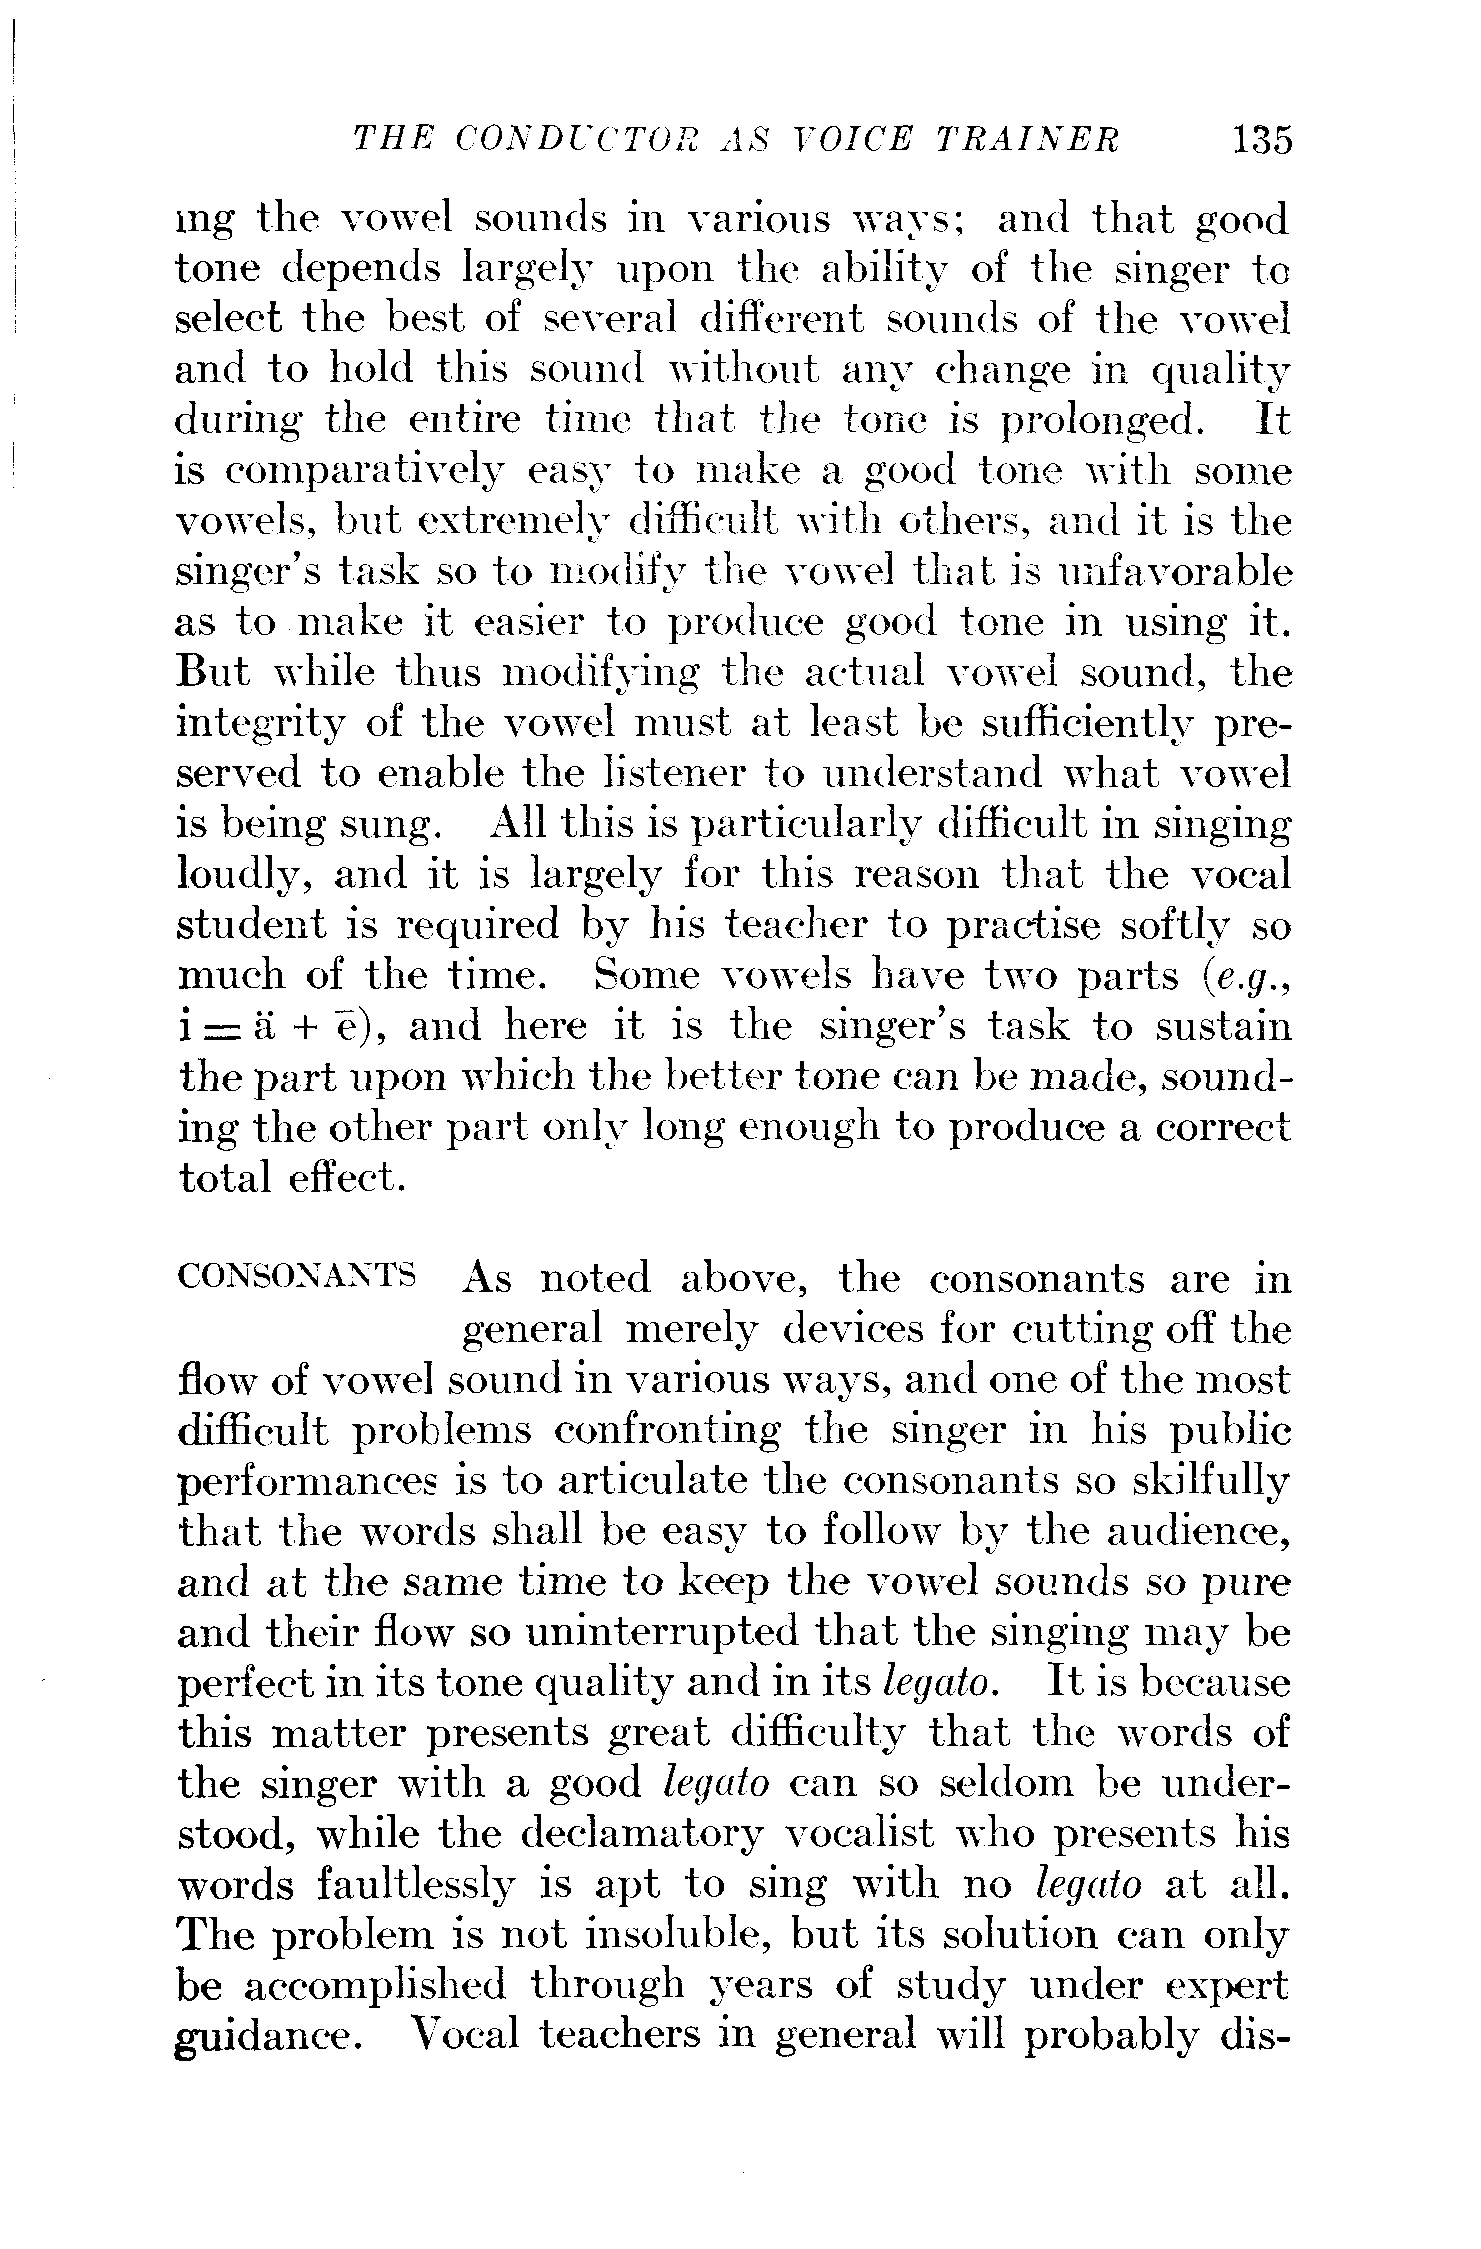 THE CONDUCTOR AS VOICE TRAINER 135
ing the vowel sounds in various ways; and that good
tone depends largely upon the ability of the singer to
select the best of several different sounds of the vowel
and to hold this sound without any change in quality
during the entire time that the tone is prolonged. It
is comparatively easy to make a good tone with some
vowels, but extremely difficult with others, and it is the
singer's task so to modify the vowel that is unfavorable
as to make it easier to produce good tone in using it.
But while thus modifying the actual vowel sound, the
integrity of the vowel must at least be sufficiently pre-
served to enable the listener to understand what vowel
is being sung. All this is particularly difficult in singing
loudly, and it is largely for this reason that the vocal
student is required by his teacher to practise softly so
much of the time. Some vowels have two parts (e.g.,
i = ä + ē), and here it is the singer's task to sustain
the part upon which the better tone can be made, sound-
ing the other part only long enough to produce a correct
total effect.
CONSONANTS As noted above, the consonants are in
general merely devices for cutting off the
flow of vowel sound in various ways, and one of the most
difficult problems confronting the singer in his public
performances is to articulate the consonants so skilfully
that the words shall be easy to follow by the audience,
and at the same time to keep the vowel sounds so pure
and their flow so uninterrupted that the singing may be
perfect in its tone quality and in its legato. It is because
this matter presents great difficulty that the words of
the singer with a good legato can so seldom be under-
stood, while the declamatory vocalist who presents his
words faultlessly is apt to sing with no legato at all.
The problem is not insoluble, but its solution can only
be accomplished through years of study under expert
guidance. Vocal teachers in general will probably dis-